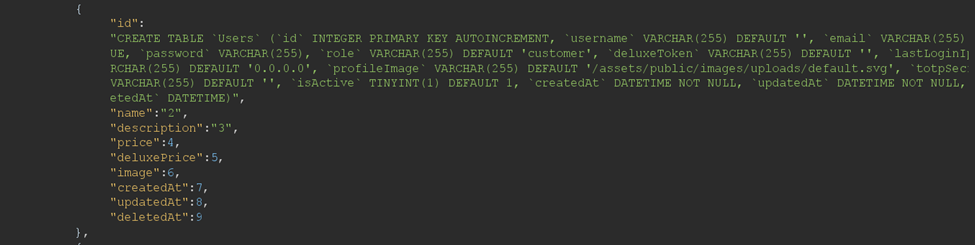 {
"id":
"CREATE TABLE `Users` (`id` INTEGER PRIMARY KEY AUTOINCREMENT, `username` VARCHAR(255) DEFAULT '', `email` VARCHAR(255)
UE, `password` VARCHAR(255), `role` VARCHAR(255) DEFAULT 'customer', `deluxeToken` VARCHAR(255) DEFAULT '', `lastLoginI
RCHAR(255) DEFAULT '0.0.0.0', `profileImage` VARCHAR(255) DEFAULT '/assets/public/images/uploads/default.svg', `totpSec
VARCHAR(255) DEFAULT '', `isActive` TINYINT(1) DEFAULT 1, `createdAt` DATETIME NOT NULL, `updatedAt` DATETIME NOT NULL,
etedAt` DATETIME)",
"name":"2",
"description":"3",
"price":4,
"deluxePrice":5,
"image":6,
"createdAt":7,
"updatedAt":8,
"deletedAt":9
},